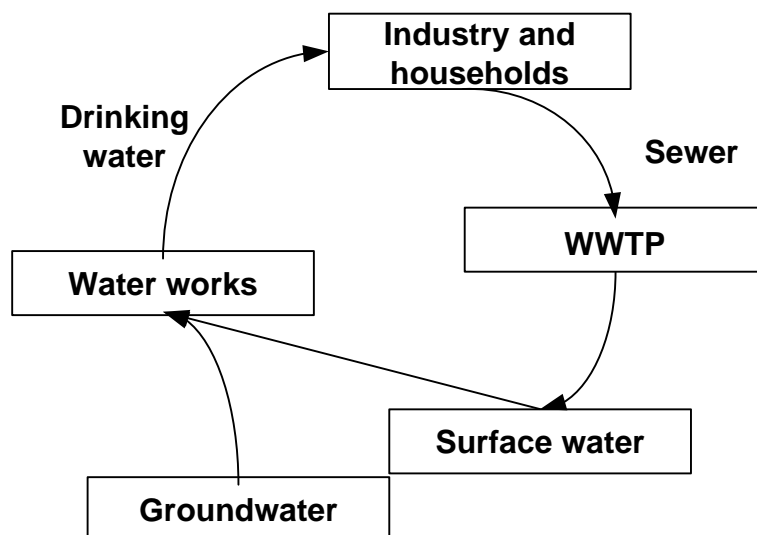 Industry and
households
Drinking
water
Sewer
WWTP
Water works
Surface water
Groundwater